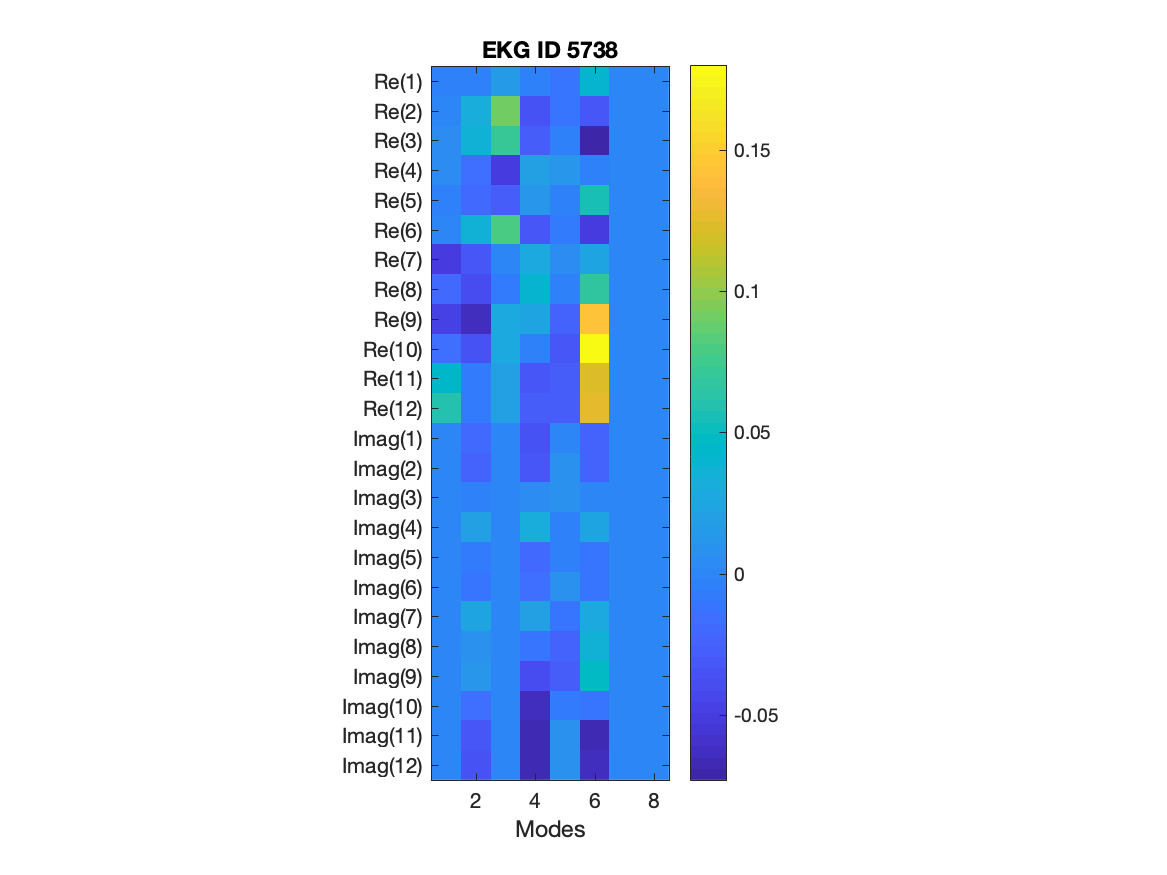 EKG ID 5738
Re(1)
Re(2)
Re(3)
Re(4)
Re(5)
Re(6)
Re(7)
Re(8)
Re(9)
Re(10)
Re(11)
Re(12)
Imag(1)
Imag(2)
Imag(3)
Imag(4)
Imag(5)
Imag(6)
Imag(7)
Imag(8)
Imag(9)
Imag(10)
Imag(11)
Imag(12)
2 4 6 8
Modes
0.15
0.1
0.05
0
-0.05